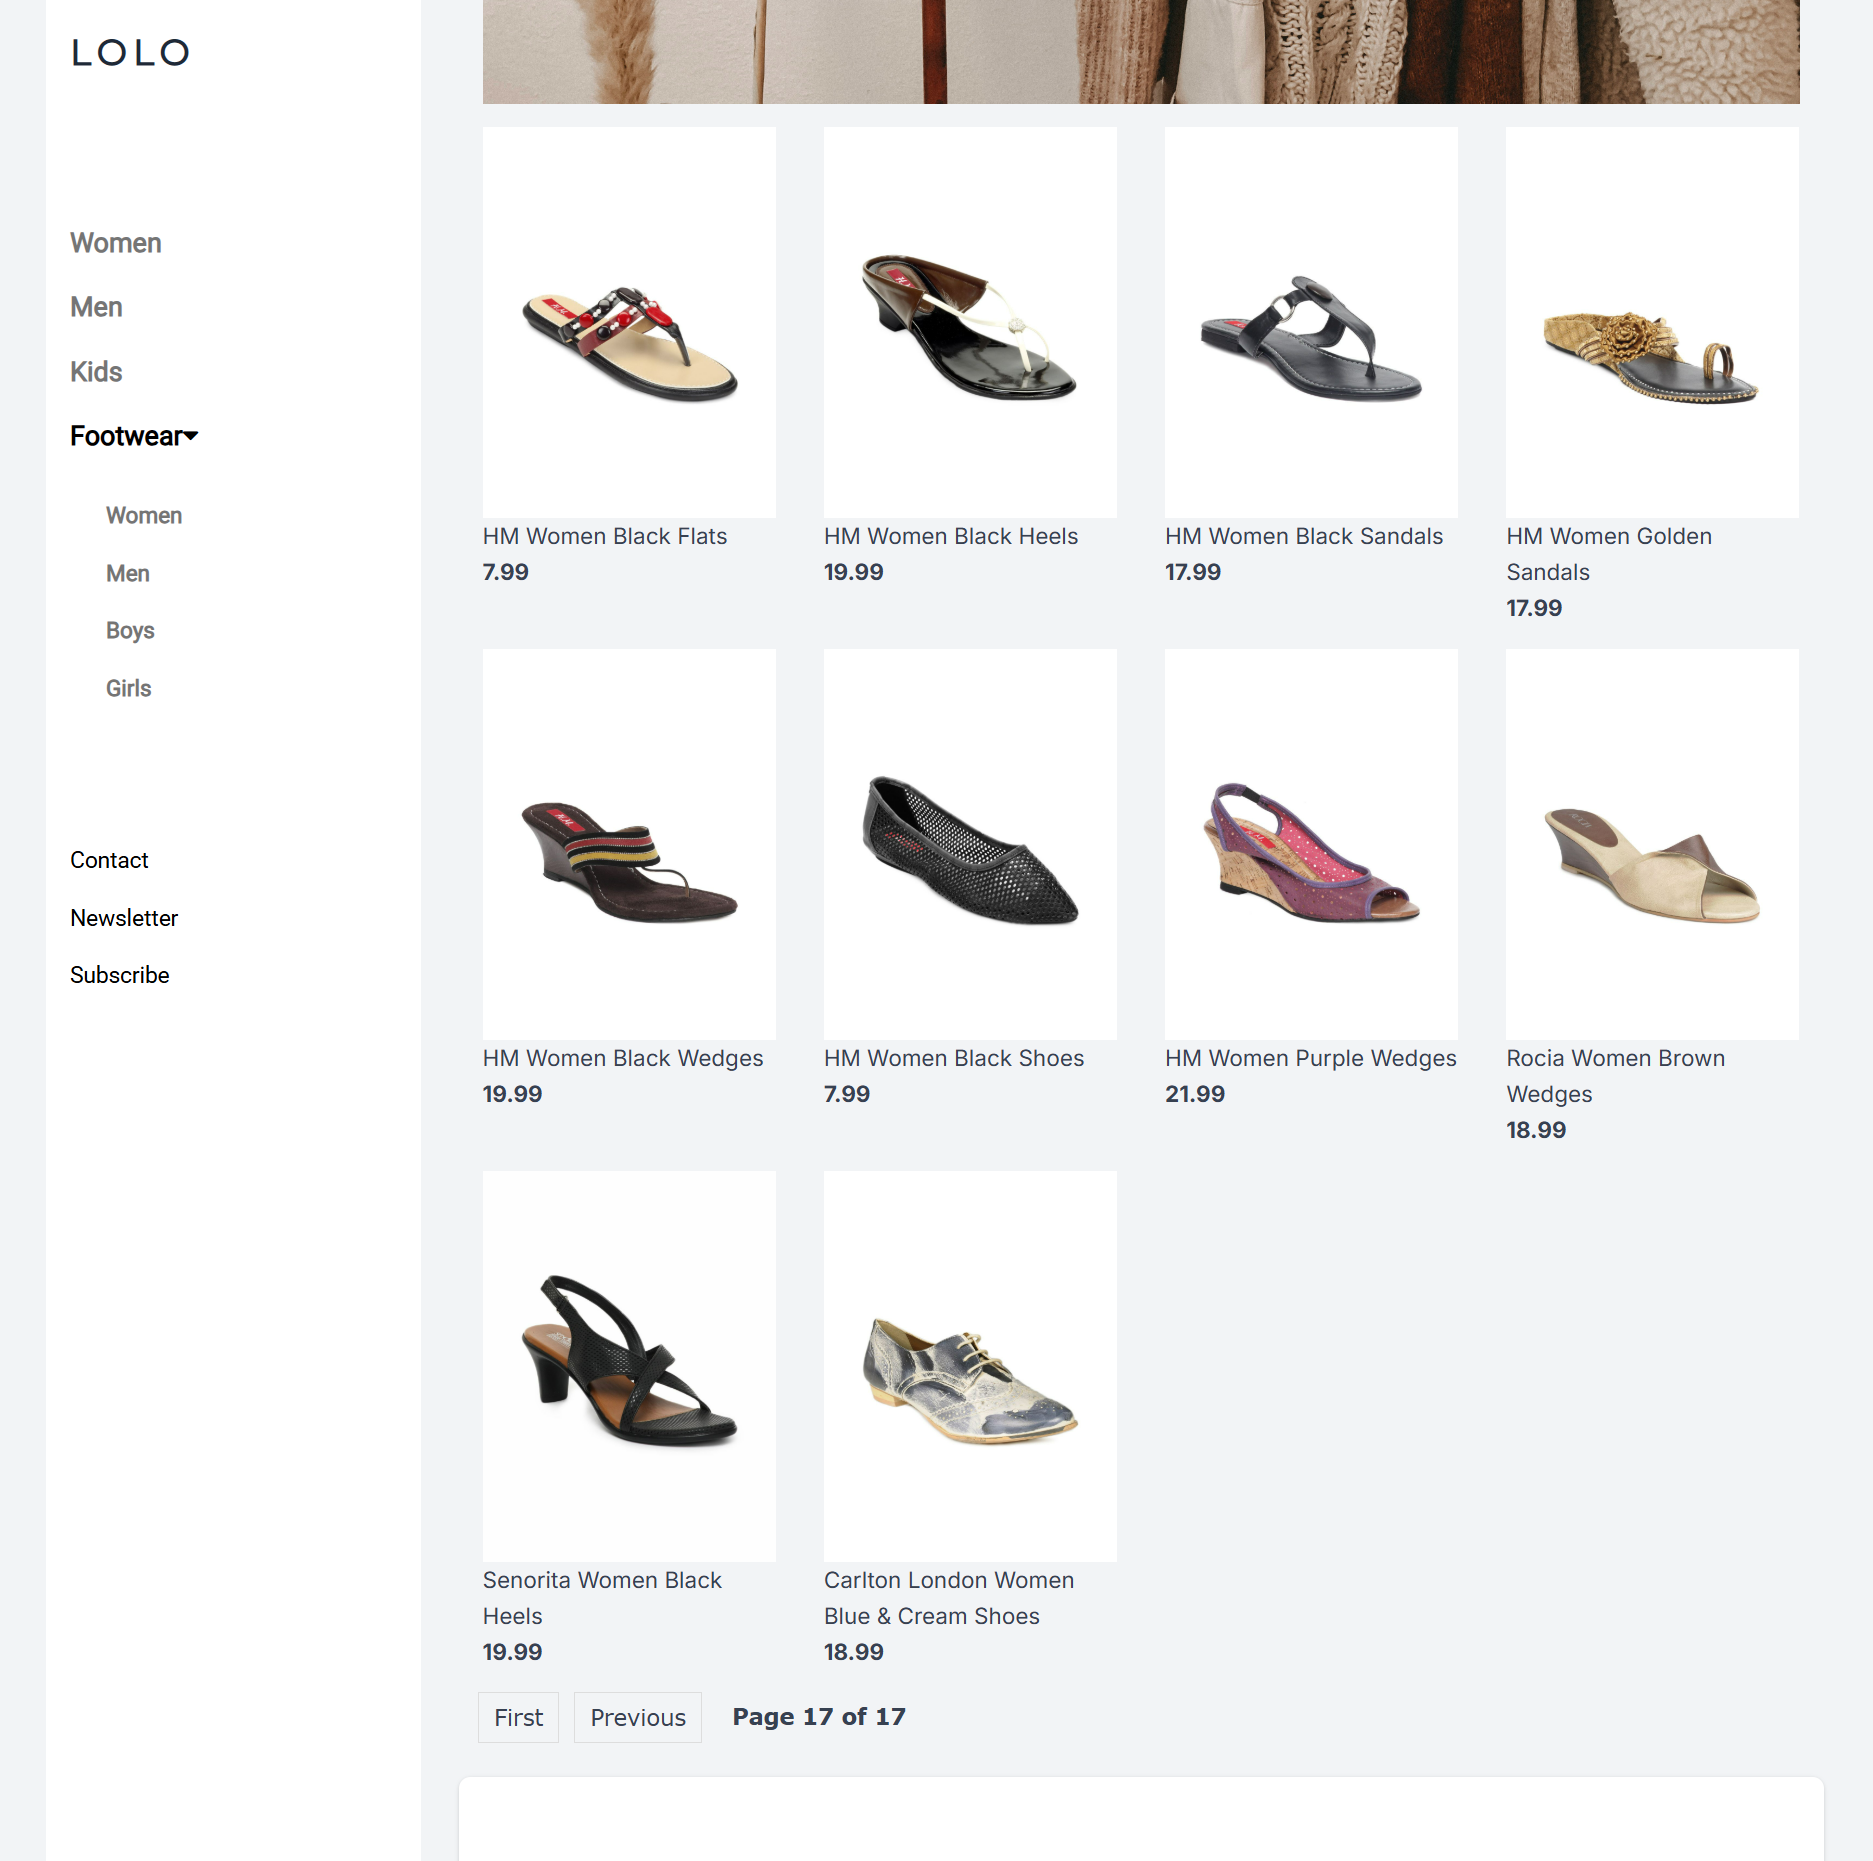 LOLO
Women
Men
Kids
Footwear
Women
Men
Boys
Girls
Contact
Newsletter
Subscribe
HM Women Black Flats
7.99
HM Women Black Heels
19.99
HM Women Black Sandals
17.99
HM Women Golden
Sandals
17.99
HM Women Black Wedges
19.99
HM Women Black Shoes
7.99
HM Women Purple Wedges
21.99
Rocia Women Brown
Wedges
18.99
Senorita Women Black
Heels
19.99
Carlton London Women
Blue & Cream Shoes
18.99
First
Previous
Page 17 of 17